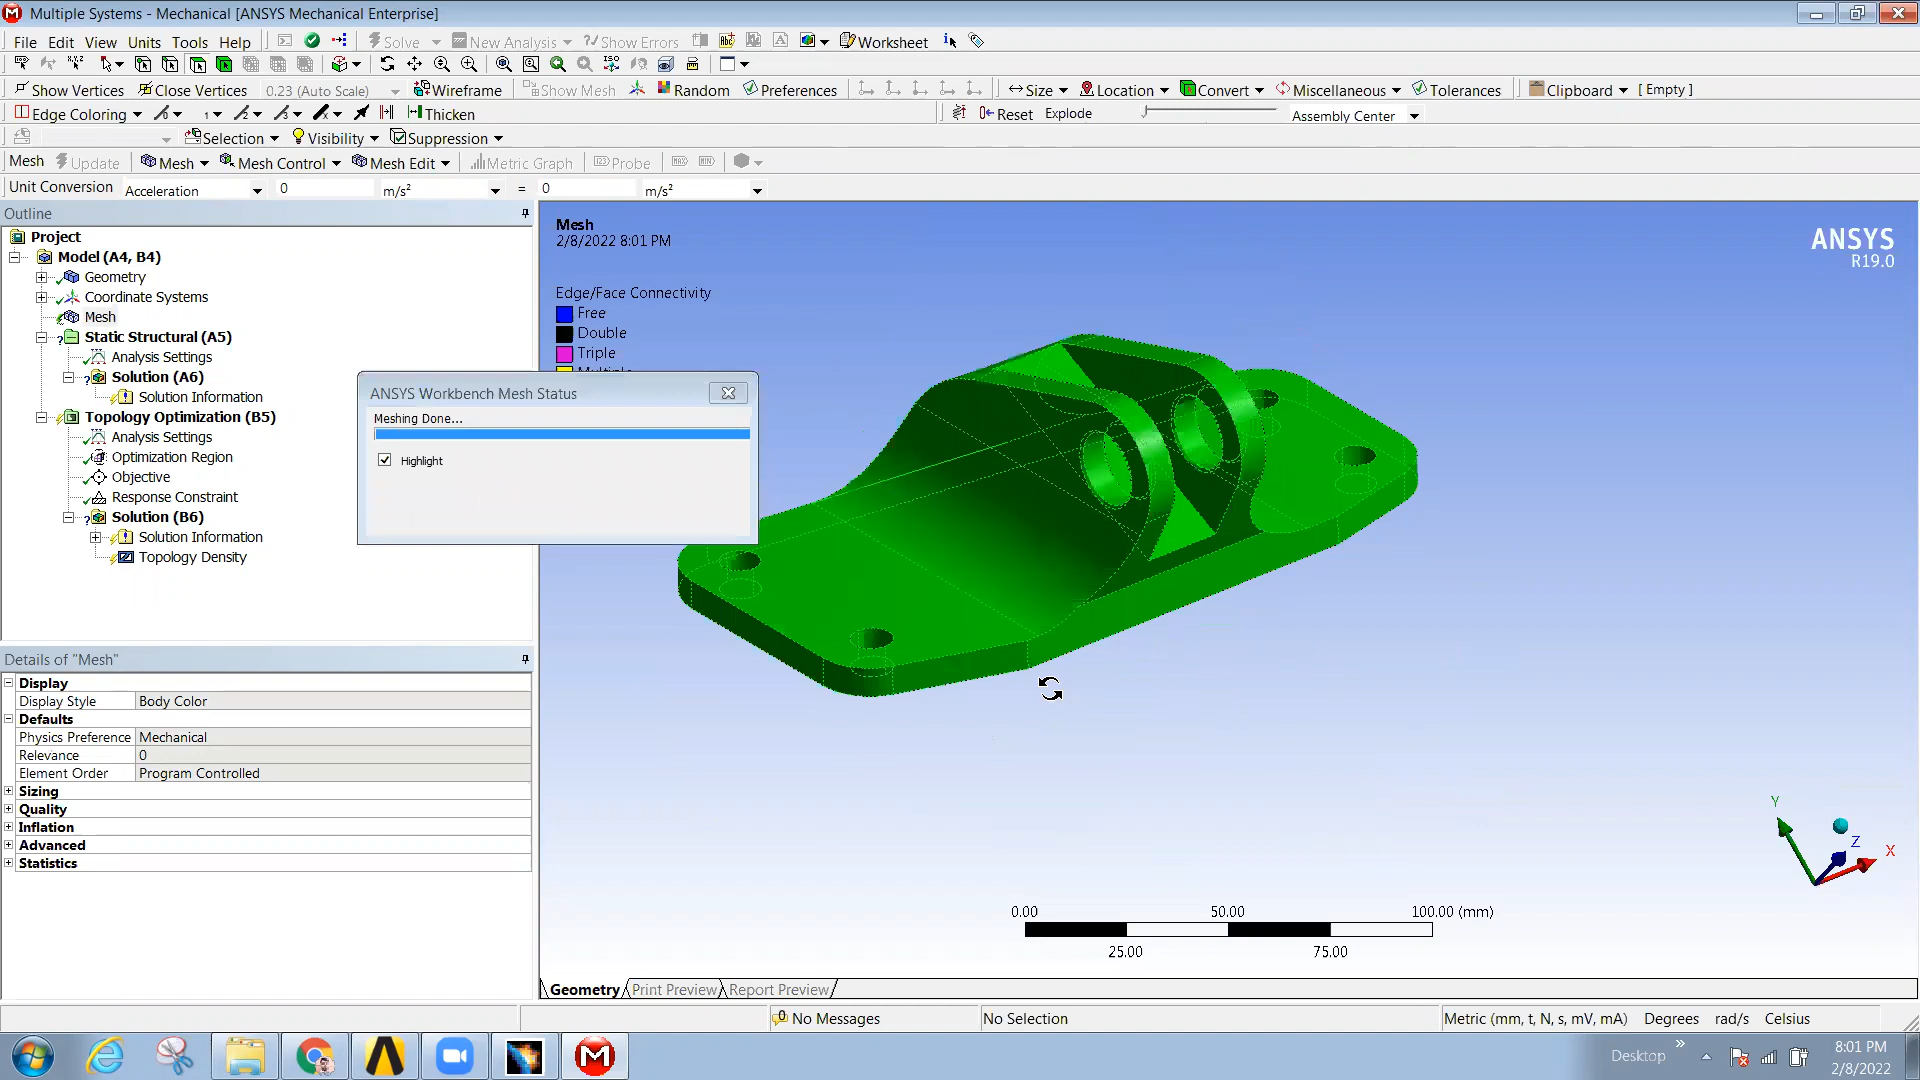 Multiple Systems - Mechanical [ANSYS Mechanical Enterprise]
File Edit View Units Tools Help Solve New Analysis ?/Show Errors Worksheet
ISO
Show Vertices Close Vertices 0.23 (Auto Scale) Wireframe Show Mesh Random Preferences Size Location Convert Miscellaneous Tolerances Clipboard [ Empty ]
Edge Coloring Thicken Reset Explode Assembly Center
Selection Visibility Suppression
Mesh Update Mesh Mesh Control Mesh Edit Metric Graph Probe MAX MIN
Unit Conversion Acceleration 0 m/s² = 0 m/s²
Outline
Project
Model (A4, B4)
Geometry
Coordinate Systems
Mesh
Static Structural (A5)
Analysis Settings
Solution (A6)
Solution Information
Topology Optimization (B5)
Analysis Settings
Optimization Region
Objective
Response Constraint
Solution (B6)
Solution Information
Topology Density
Details of "Mesh"
Display
Display Style Body Color
Defaults
Physics Preference Mechanical
Relevance 0
Element Order Program Controlled
Sizing
Quality
Inflation
Advanced
Statistics
Mesh
2/8/2022 8:01 PM
Edge/Face Connectivity
Free
Double
Triple
Multiple
ANSYS
R19.0
ANSYS Workbench Mesh Status
Meshing Done...
Highlight
Y
Z
X
0.00 50.00 100.00 (mm)
25.00 75.00
Geometry Print Preview Report Preview
No Messages No Selection Metric (mm, t, N, s, mV, mA) Degrees rad/s Celsius
Desktop » 8:01 PM
2/8/2022